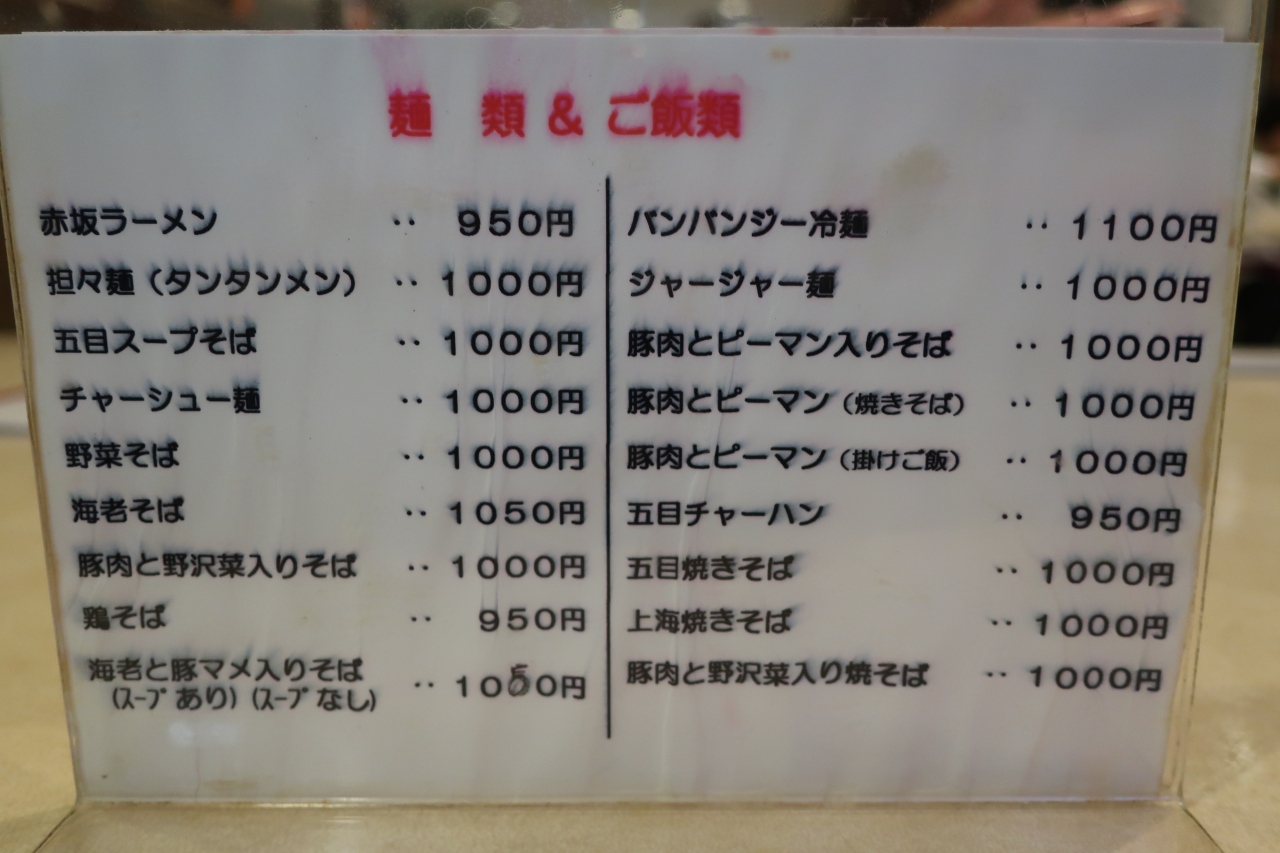 麺　類 & ご飯類
赤坂ラーメン ‥ 950円
担々麺（タンタンメン） ‥ 1000円
五目スープそば ‥ 1000円
チャーシュー麺 ‥ 1000円
野菜そば ‥ 1000円
海老そば ‥ 1050円
豚肉と野沢菜入りそば ‥ 1000円
鶏そば ‥ 950円
海老と豚マメ入りそば ‥ 1050円
(ｽｰﾌﾟあり) (ｽｰﾌﾟなし)
バンバンジー冷麺 ‥ 1100円
ジャージャー麺 ‥ 1000円
豚肉とピーマン入りそば ‥ 1000円
豚肉とピーマン（焼きそば） ‥ 1000円
豚肉とピーマン（掛けご飯） ‥ 1000円
五目チャーハン ‥ 950円
五目焼きそば ‥ 1000円
上海焼きそば ‥ 1000円
豚肉と野沢菜入り焼そば ‥ 1000円